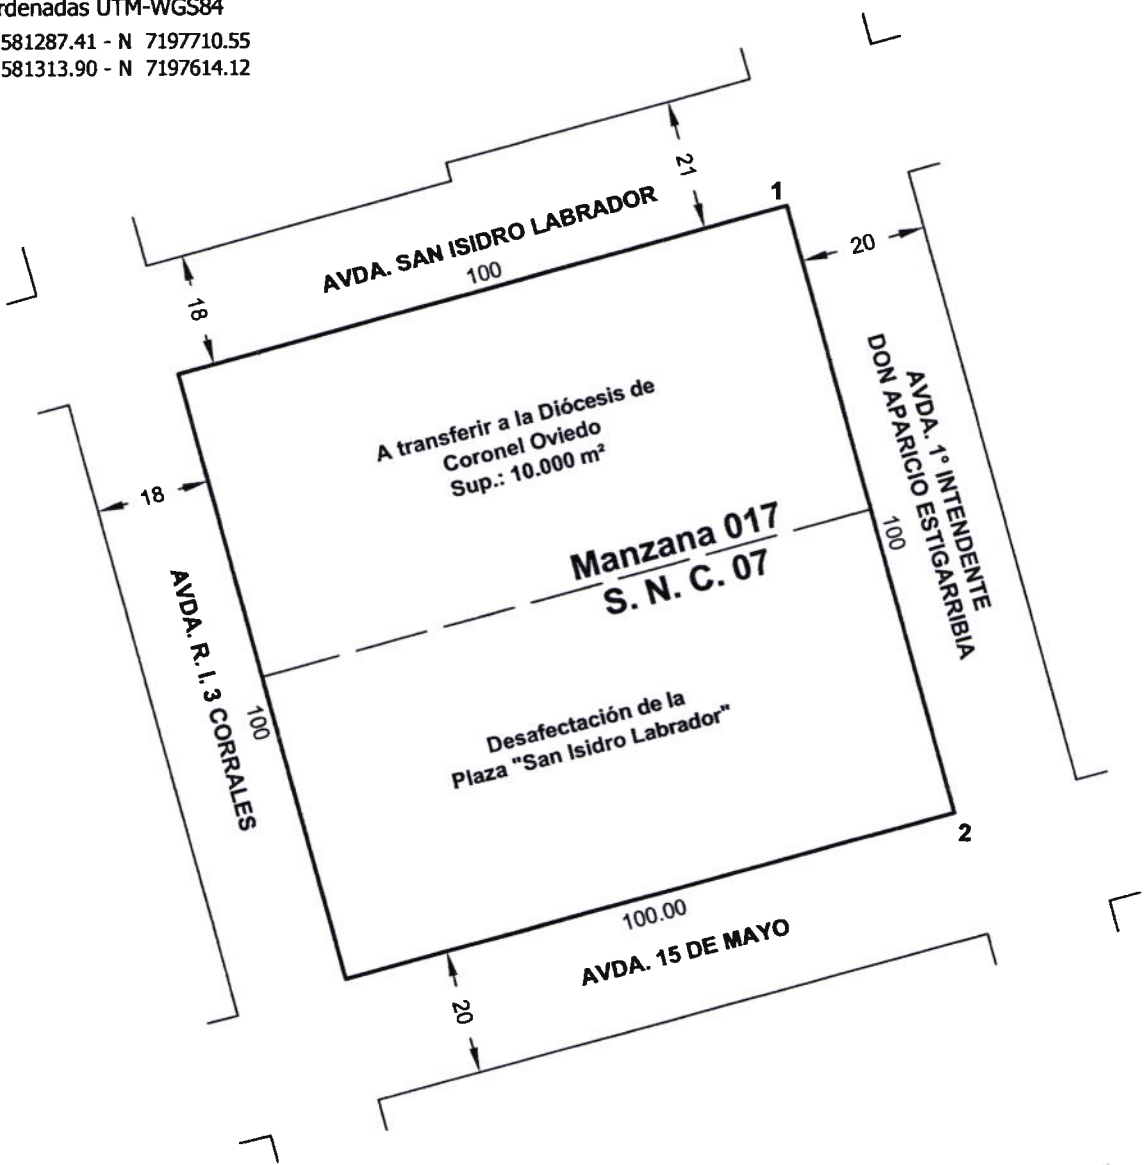 rdenadas UTM-WGS84
581287.41 - N 7197710.55
581313.90 - N 7197614.12
21
1
AVDA. SAN ISIDRO LABRADOR
20
100
18
A transferir a la Diócesis de
Coronel Oviedo
Sup.: 10.000 m²
AVDA. 1º INTENDENTE
DON APARICIO ESTIGARRIBIA
18
Manzana 017
S. N. C. 07
100
AVDA. R. I. 3 CORRALES
100
Desafectación de la
Plaza "San Isidro Labrador"
2
100.00
AVDA. 15 DE MAYO
20